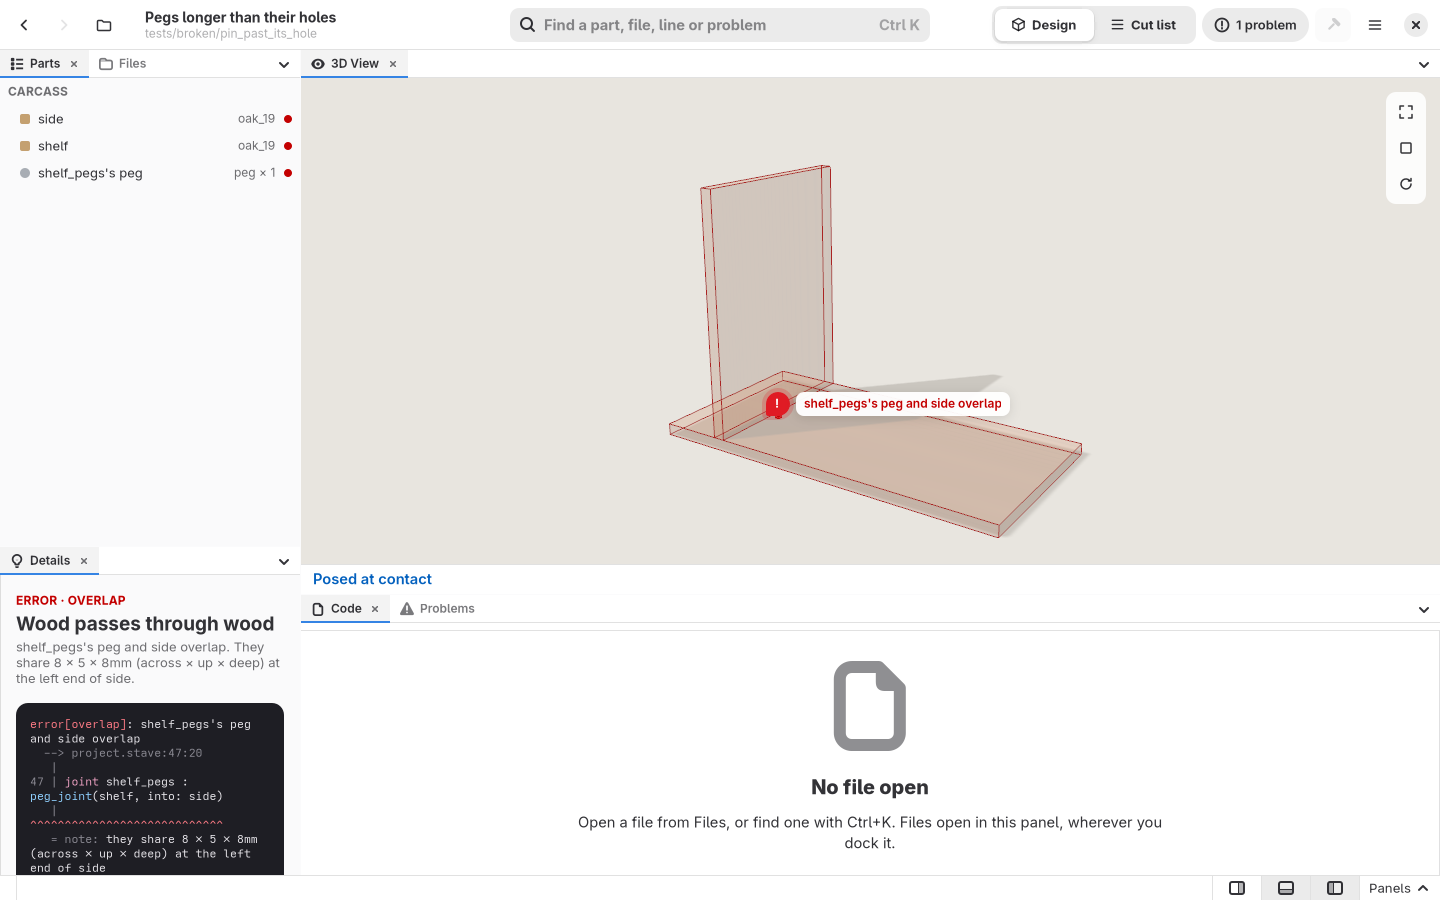 Pegs longer than their holes
tests/broken/pin_past_its_hole
Find a part, file, line or problem
Ctrl K
Design
Cut list
1 problem
Parts
Files
3D View
CARCASS
side
oak_19
shelf
oak_19
shelf_pegs's peg
peg × 1
shelf_pegs's peg and side overlap
Posed at contact
Details
ERROR · OVERLAP
Wood passes through wood
shelf_pegs's peg and side overlap. They
share 8 × 5 × 8mm (across × up × deep) at
the left end of side.
error[overlap]: shelf_pegs's peg
and side overlap
--> project.stave:47:20
|
47 | joint shelf_pegs :
peg_joint(shelf, into: side)
|
^^^^^^^^^^^^^^^^^^^^^^^^^^^^
= note: they share 8 × 5 × 8mm
(across × up × deep) at the left
end of side
Code
Problems
No file open
Open a file from Files, or find one with Ctrl+K. Files open in this panel, wherever you
dock it.
Panels